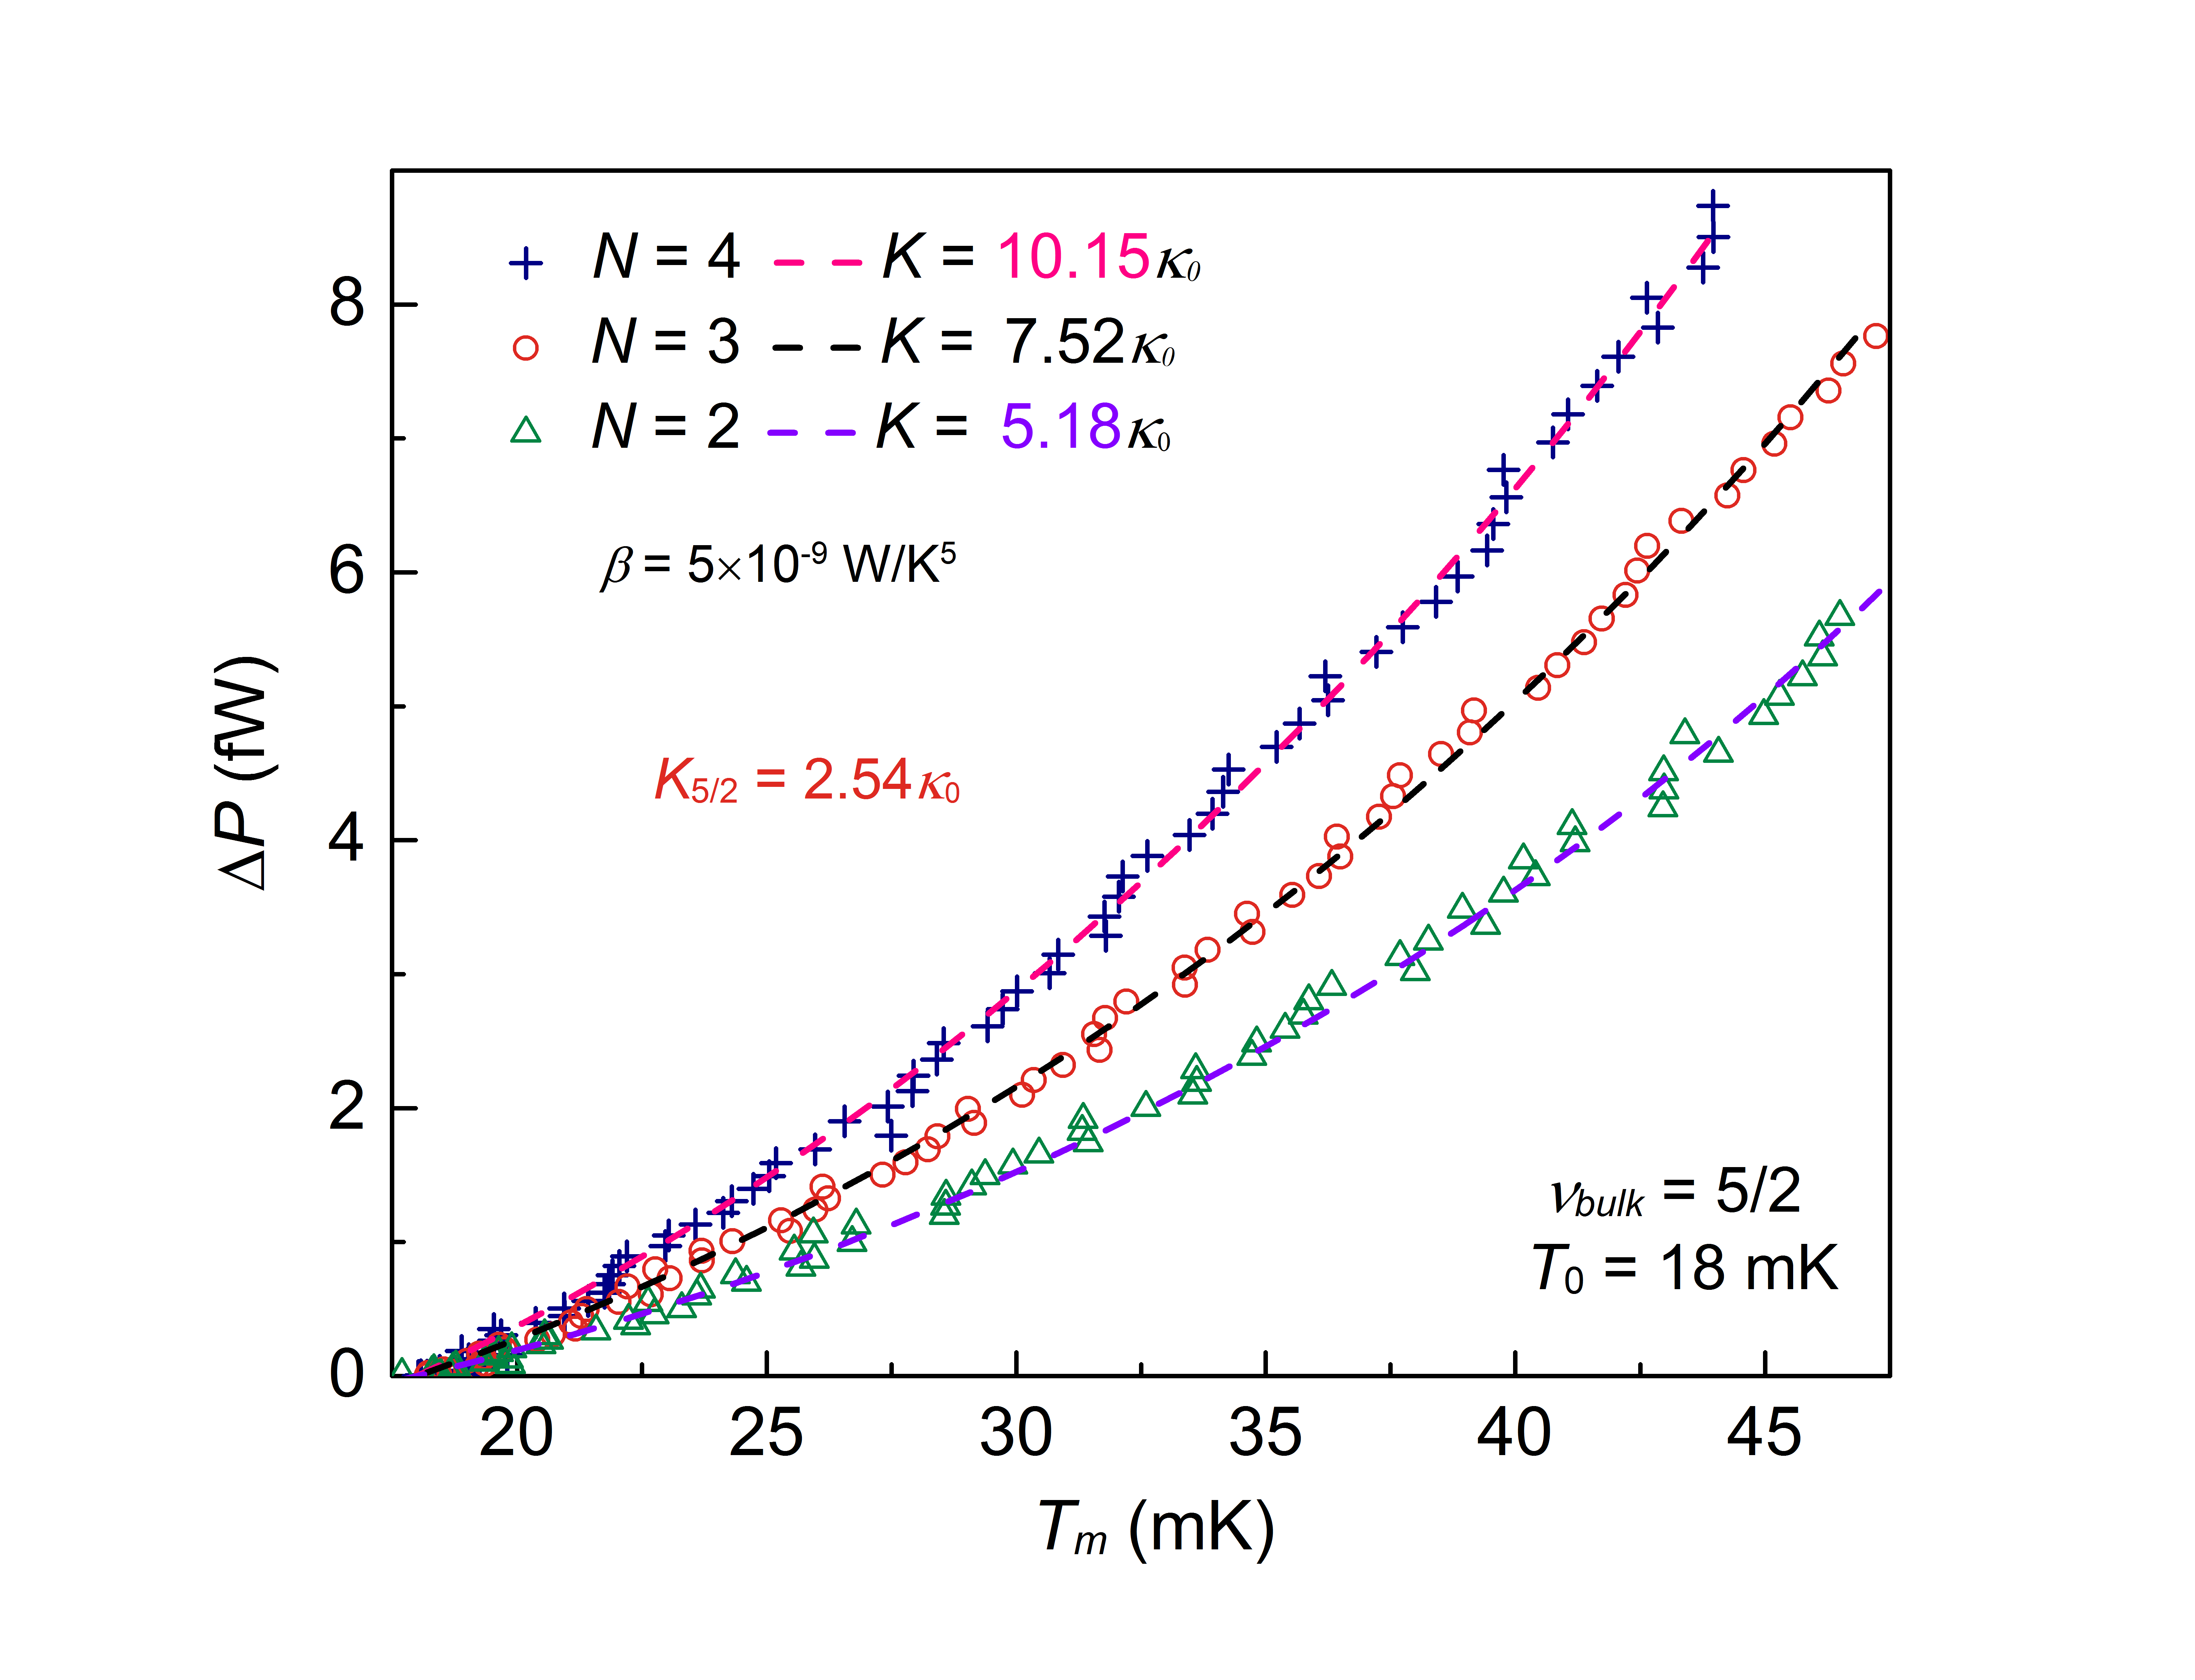 N = 4 K = 10.15κ₀
N = 3 K = 7.52κ₀
N = 2 K = 5.18κ₀
β = 5×10⁻⁹ W/K⁵
K₅/₂ = 2.54κ₀
ν_bulk = 5/2
T₀ = 18 mK
ΔP (fW)
8
6
4
2
0
20 25 30 35 40 45
Tₘ (mK)